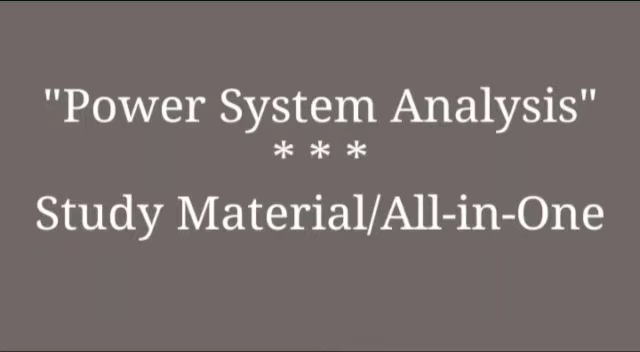 "Power System Analysis"
* * *
Study Material/All-in-One